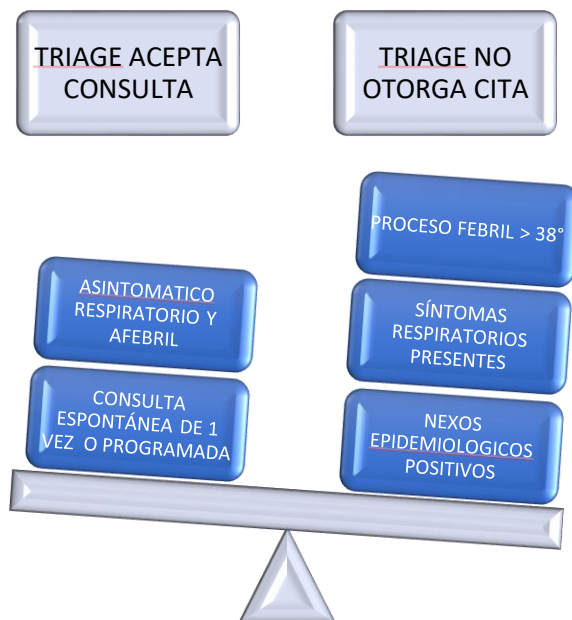 TRIAGE ACEPTA
CONSULTA
TRIAGE NO
OTORGA CITA
ASINTOMATICO
RESPIRATORIO Y
AFEBRIL
CONSULTA
ESPONTÁNEA DE 1
VEZ O PROGRAMADA
PROCESO FEBRIL > 38°
SÍNTOMAS
RESPIRATORIOS
PRESENTES
NEXOS
EPIDEMIOLOGICOS
POSITIVOS